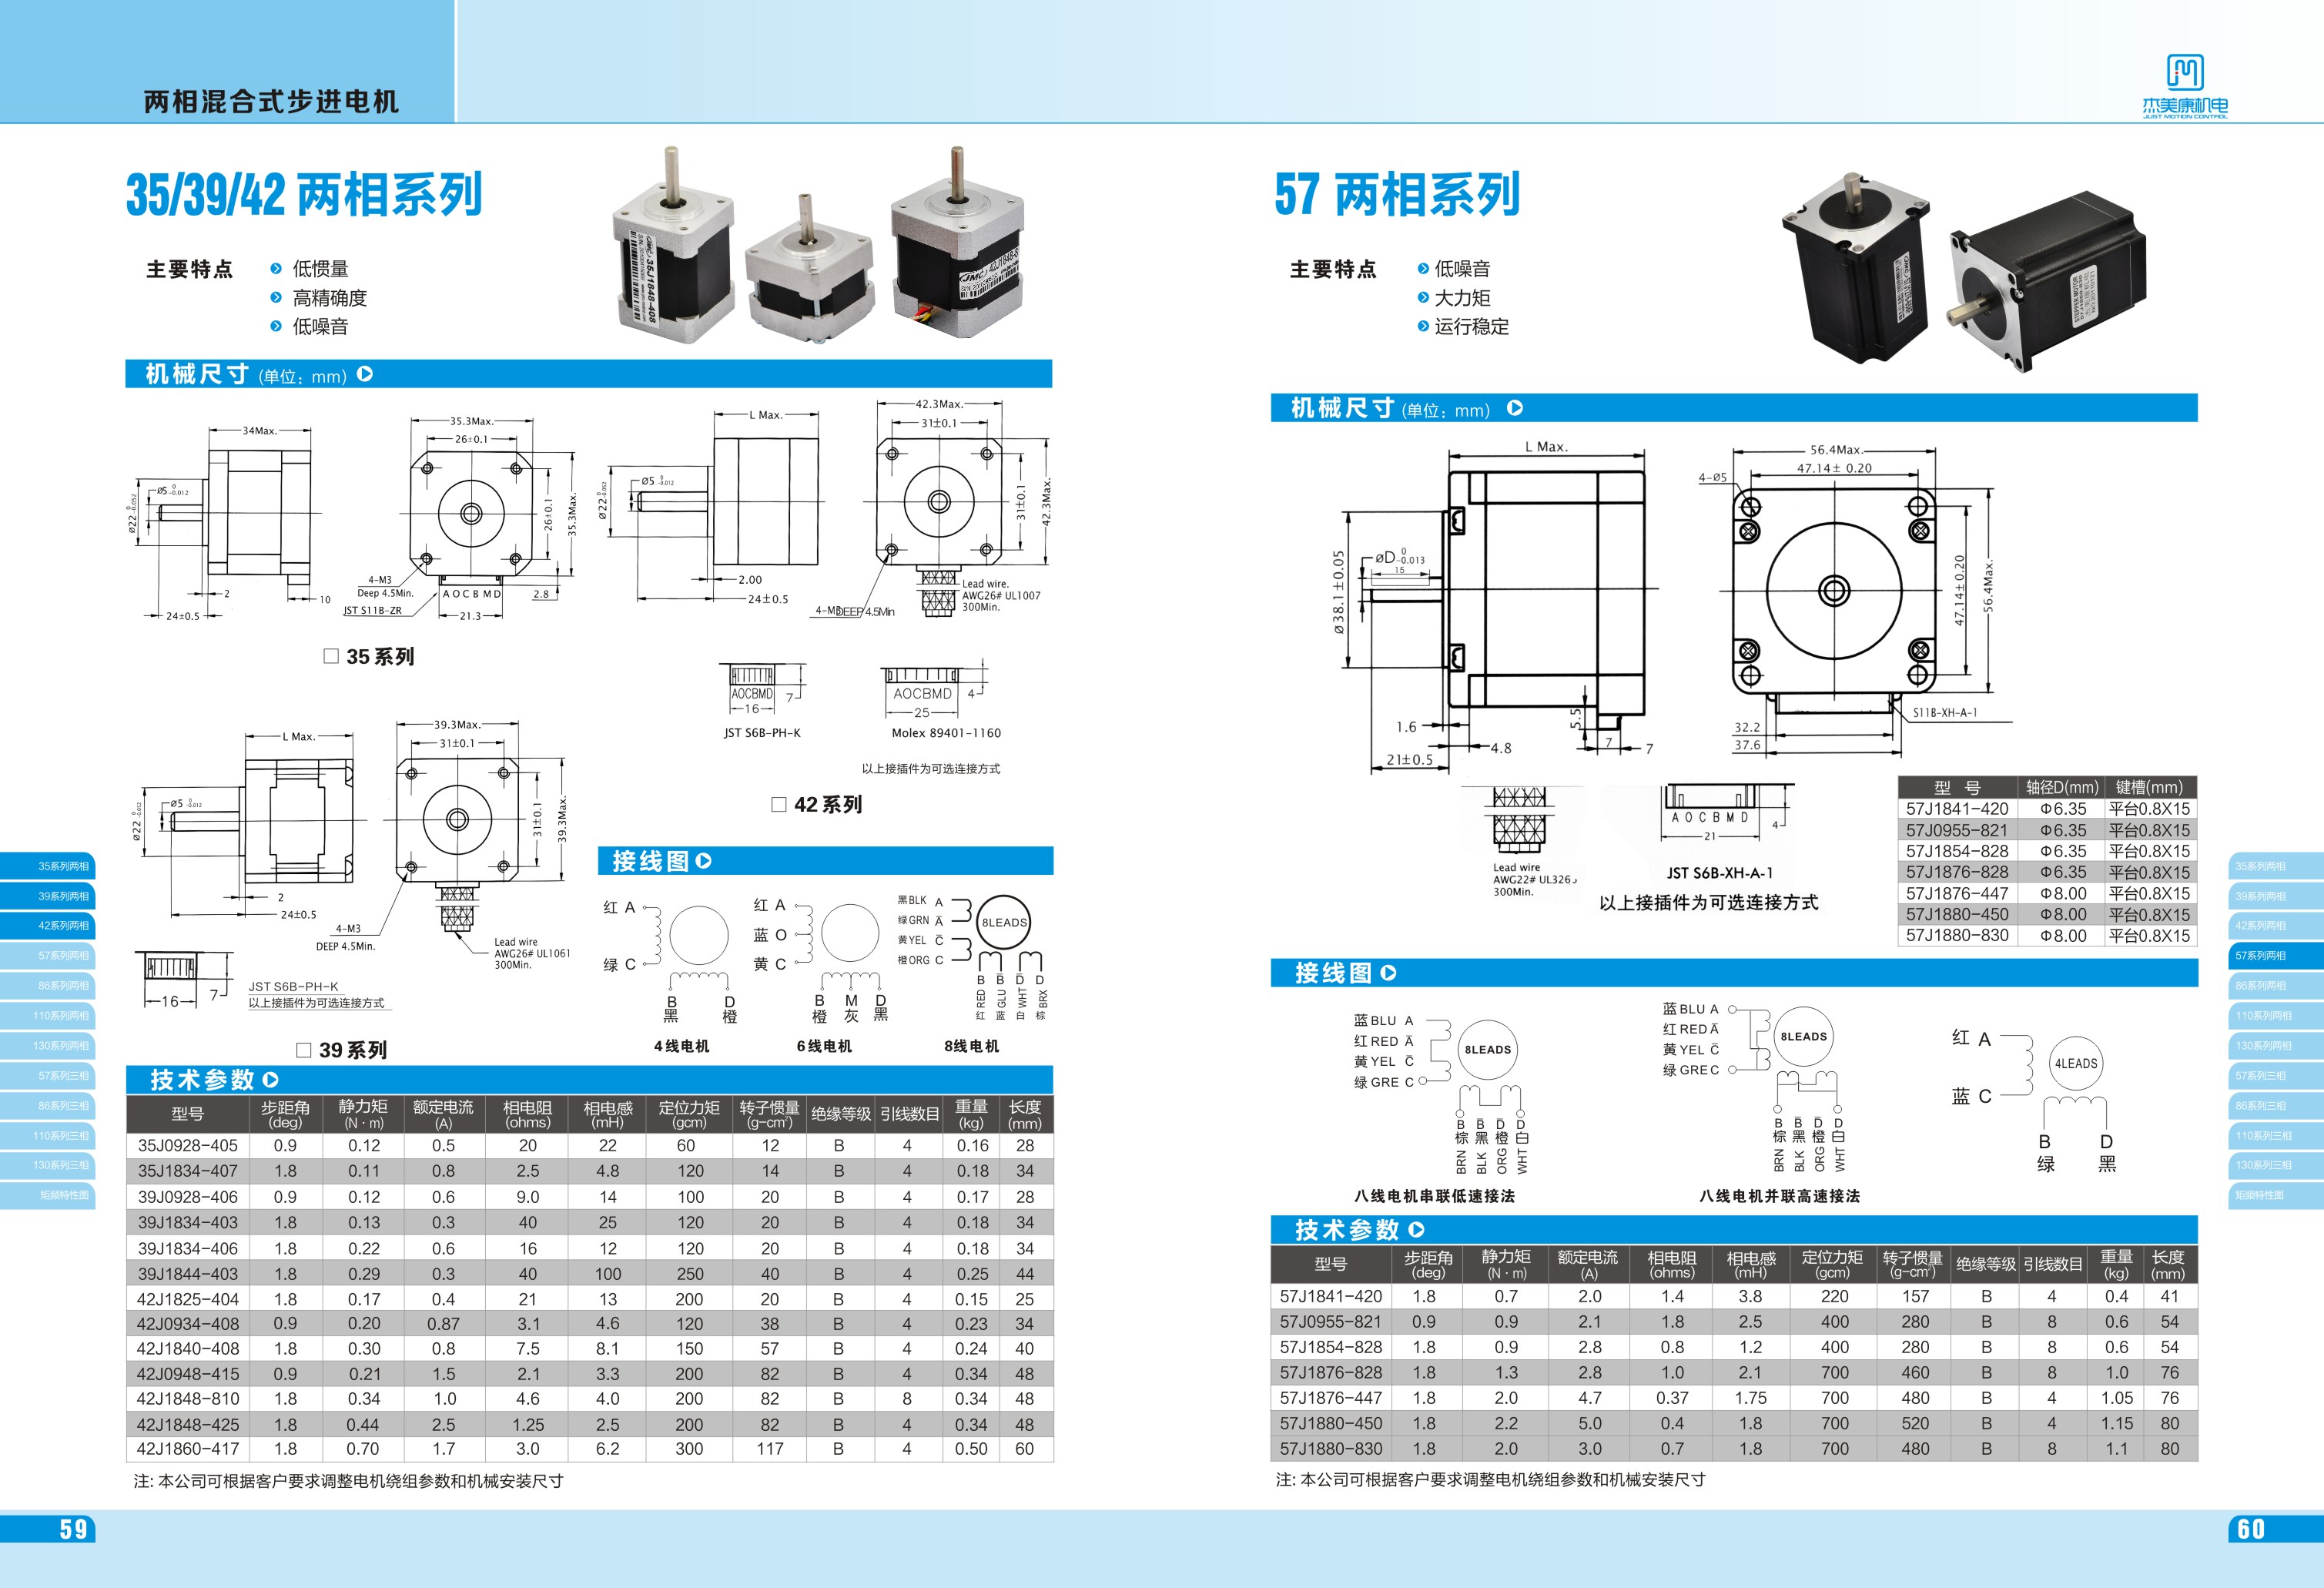 两相混合式步进电机
杰美康机电
JUST MOTION CONTROL
35/39/42 两相系列
主要特点
低惯量
高精确度
低噪音
机械尺寸 (单位：mm)
34Max.
35.3Max.
26±0.1
L Max.
42.3Max.
31±0.1
ø5 0 -0.012
ø22 0 -0.052
26±0.1
35.3Max.
ø5 0 -0.012
ø22 0 -0.052
31±0.1
42.3Max.
2
10
24±0.5
4-M3
Deep 4.5Min.
JST S11B-ZR
A O C B M D
2.8
21.3
2.00
24±0.5
4-M3 DEEP 4.5Min
Lead wire.
AWG26# UL1007
300Min.
□ 35 系列
AOCBMD
7
16
JST S6B-PH-K
AOCBMD
4
25
Molex 89401-1160
以上接插件为可选连接方式
□ 42 系列
L Max.
39.3Max.
31±0.1
ø5 0 -0.012
ø22 0 -0.052
31±0.1
39.3Max.
2
24±0.5
4-M3
DEEP 4.5Min.
Lead wire
AWG26# UL1061
300Min.
16
7
JST S6B-PH-K
以上接插件为可选连接方式
□ 39 系列
接线图
红 A
绿 C
B
黑
D
橙
4线电机
红 A
蓝 O
黄 C
B M D
橙 灰 黑
6线电机
黑BLK A
绿GRN A̅
黄YEL C̅
橙ORG C
8LEADS
B B̅ D̅ D
RED GLU WHT BRX
红 蓝 白 棕
8线电机
技术参数
型号 步距角(deg) 静力矩(N·m) 额定电流(A) 相电阻(ohms) 相电感(mH) 定位力矩(gcm) 转子惯量(g-cm²) 绝缘等级 引线数目 重量(kg) 长度(mm)
35J0928-405 0.9 0.12 0.5 20 22 60 12 B 4 0.16 28
35J1834-407 1.8 0.11 0.8 2.5 4.8 120 14 B 4 0.18 34
39J0928-406 0.9 0.12 0.6 9.0 14 100 20 B 4 0.17 28
39J1834-403 1.8 0.13 0.3 40 25 120 20 B 4 0.18 34
39J1834-406 1.8 0.22 0.6 16 12 120 20 B 4 0.18 34
39J1844-403 1.8 0.29 0.3 40 100 250 40 B 4 0.25 44
42J1825-404 1.8 0.17 0.4 21 13 200 20 B 4 0.15 25
42J0934-408 0.9 0.20 0.87 3.1 4.6 120 38 B 4 0.23 34
42J1840-408 1.8 0.30 0.8 7.5 8.1 150 57 B 4 0.24 40
42J0948-415 0.9 0.21 1.5 2.1 3.3 200 82 B 4 0.34 48
42J1848-810 1.8 0.34 1.0 4.6 4.0 200 82 B 8 0.34 48
42J1848-425 1.8 0.44 2.5 1.25 2.5 200 82 B 4 0.34 48
42J1860-417 1.8 0.70 1.7 3.0 6.2 300 117 B 4 0.50 60
注: 本公司可根据客户要求调整电机绕组参数和机械安装尺寸
35系列两相
39系列两相
42系列两相
57系列两相
86系列两相
110系列两相
130系列两相
57系列三相
86系列三相
110系列三相
130系列三相
矩频特性图
59
57 两相系列
主要特点
低噪音
大力矩
运行稳定
机械尺寸 (单位：mm)
L Max.
56.4Max.
47.14± 0.20
4-ø5
øD 0 -0.013
15
ø38.1±0.05
47.14±0.20
56.4Max.
1.6
4.8
21±0.5
5.5
7
7
S11B-XH-A-1
32.2
37.6
Lead wire
AWG22# UL3265
300Min.
A O C B M D
4
21
JST S6B-XH-A-1
以上接插件为可选连接方式
型 号 轴径D(mm) 键槽(mm)
57J1841-420 Φ6.35 平台0.8X15
57J0955-821 Φ6.35 平台0.8X15
57J1854-828 Φ6.35 平台0.8X15
57J1876-828 Φ6.35 平台0.8X15
57J1876-447 Φ8.00 平台0.8X15
57J1880-450 Φ8.00 平台0.8X15
57J1880-830 Φ8.00 平台0.8X15
接线图
蓝BLU A
红RED A̅
黄YEL C̅
绿GRE C
8LEADS
B B̅ D̅ D
棕 黑 橙 白
BRN BLK ORG WHT
八线电机串联低速接法
蓝BLU A
红RED A̅
黄YEL C̅
绿GRE C
8LEADS
B B̅ D̅ D
棕 黑 橙 白
BRN BLK ORG WHT
八线电机并联高速接法
红 A
蓝 C
4LEADS
B D
绿 黑
技术参数
型号 步距角(deg) 静力矩(N·m) 额定电流(A) 相电阻(ohms) 相电感(mH) 定位力矩(gcm) 转子惯量(g-cm²) 绝缘等级 引线数目 重量(kg) 长度(mm)
57J1841-420 1.8 0.7 2.0 1.4 3.8 220 157 B 4 0.4 41
57J0955-821 0.9 0.9 2.1 1.8 2.5 400 280 B 8 0.6 54
57J1854-828 1.8 0.9 2.8 0.8 1.2 400 280 B 8 0.6 54
57J1876-828 1.8 1.3 2.8 1.0 2.1 700 460 B 8 1.0 76
57J1876-447 1.8 2.0 4.7 0.37 1.75 700 480 B 4 1.05 76
57J1880-450 1.8 2.2 5.0 0.4 1.8 700 520 B 4 1.15 80
57J1880-830 1.8 2.0 3.0 0.7 1.8 700 480 B 8 1.1 80
注: 本公司可根据客户要求调整电机绕组参数和机械安装尺寸
35系列两相
39系列两相
42系列两相
57系列两相
86系列两相
110系列两相
130系列两相
57系列三相
86系列三相
110系列三相
130系列三相
矩频特性图
60